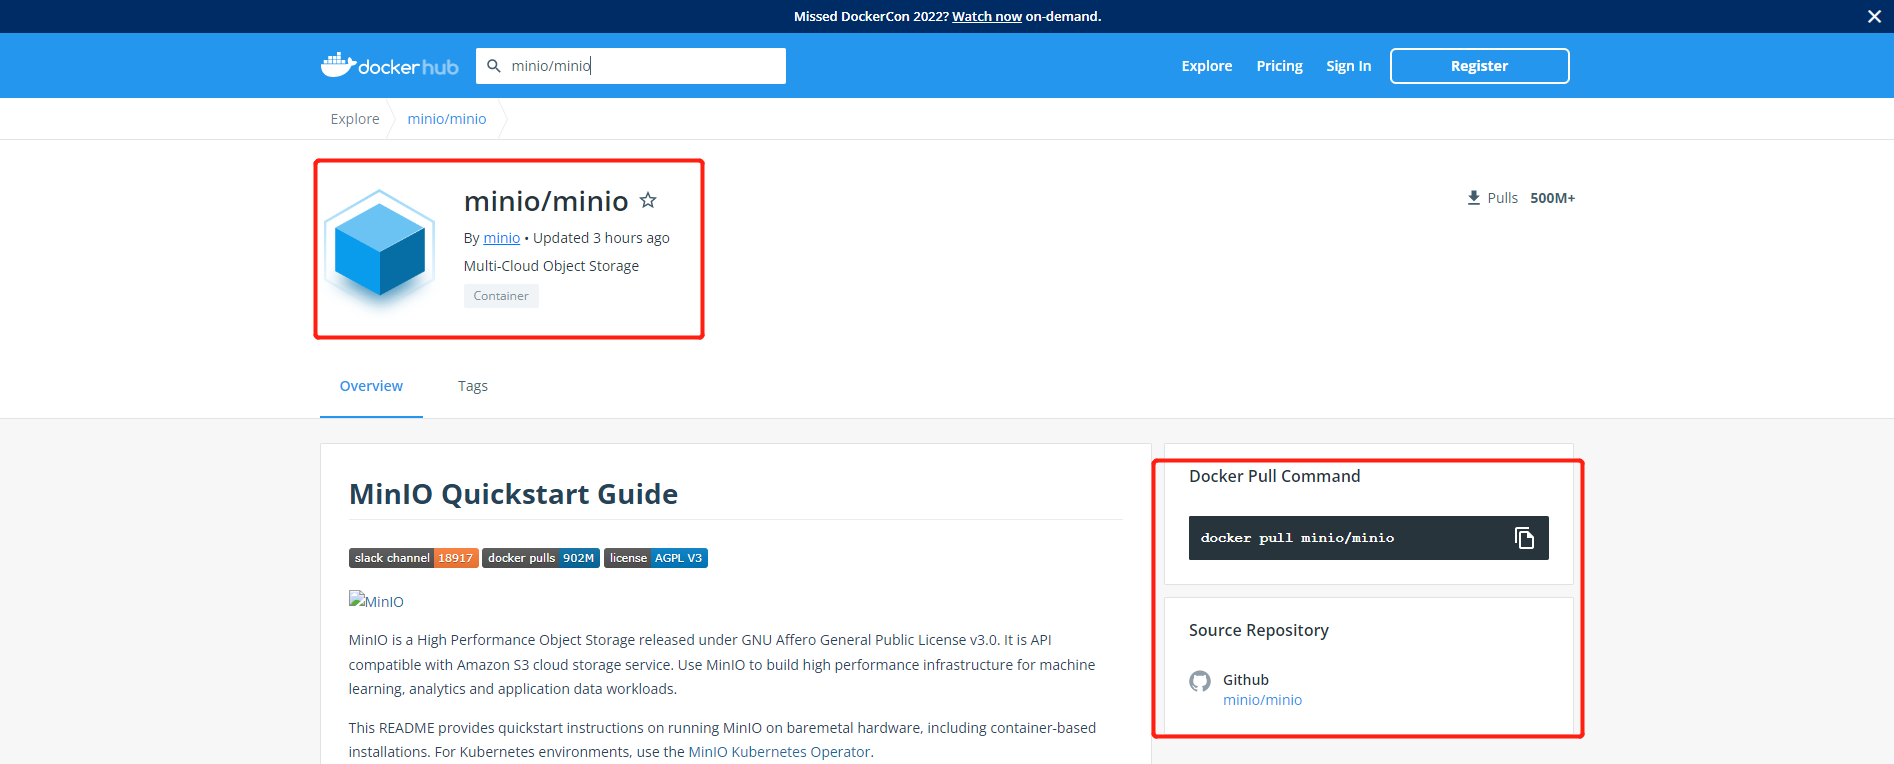 Missed DockerCon 2022? Watch now on-demand.
docker hub
minio/minio
Explore
Pricing
Sign In
Register
Explore
minio/minio
minio/minio
By minio • Updated 3 hours ago
Multi-Cloud Object Storage
Container
Pulls 500M+
Overview
Tags
MinIO Quickstart Guide
slack channel 18917 docker pulls 902M license AGPL V3
MinIO
MinIO is a High Performance Object Storage released under GNU Affero General Public License v3.0. It is API
compatible with Amazon S3 cloud storage service. Use MinIO to build high performance infrastructure for machine
learning, analytics and application data workloads.
This README provides quickstart instructions on running MinIO on baremetal hardware, including container-based
installations. For Kubernetes environments, use the MinIO Kubernetes Operator.
Docker Pull Command
docker pull minio/minio
Source Repository
Github
minio/minio